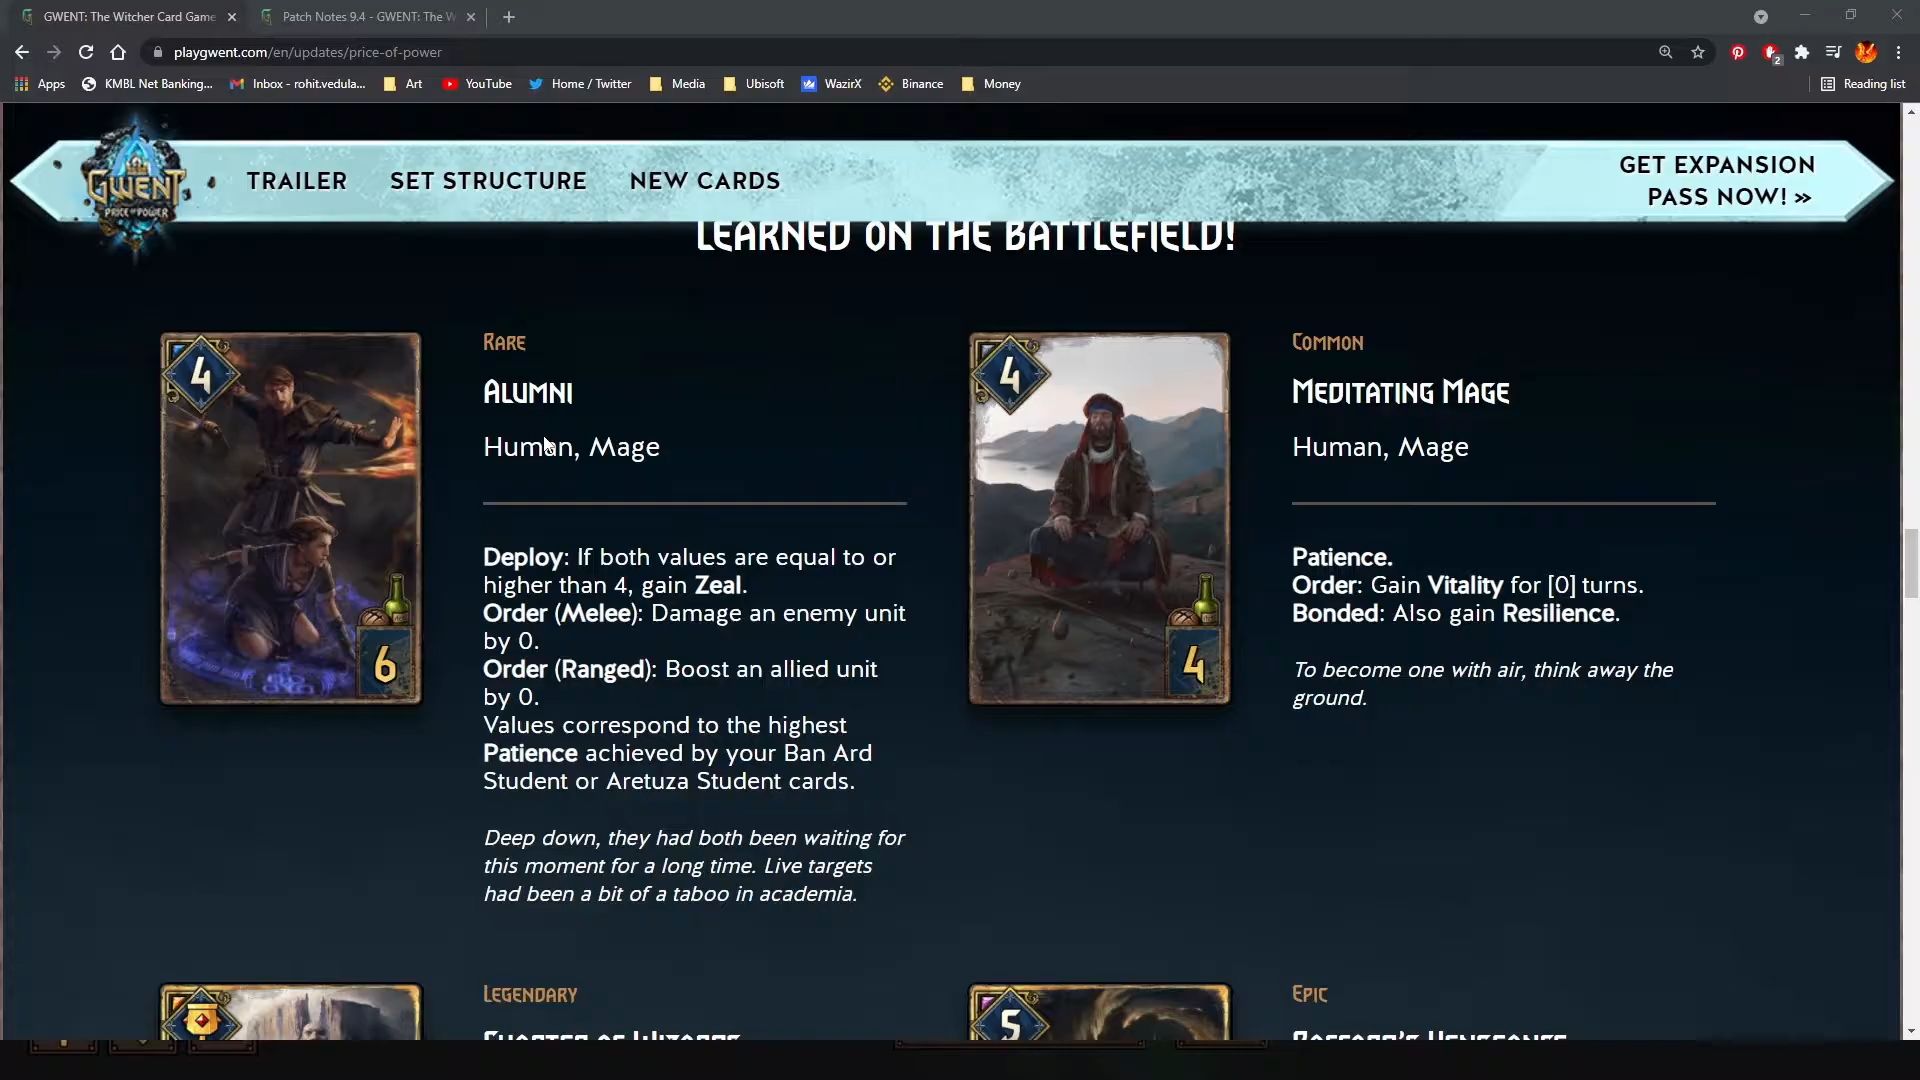 GWENT: The Witcher Card Game
Patch Notes 9.4 - GWENT: The W
playgwent.com/en/updates/price-of-power
2
Apps
KMBL Net Banking...
Inbox - rohit.vedula...
Art
YouTube
Home / Twitter
Media
Ubisoft
WazirX
Binance
Money
Reading list
GWENT
PRICE OF POWER
TRAILER
SET STRUCTURE
NEW CARDS
GET EXPANSION
PASS NOW! »
LEARNED ON THE BATTLEFIELD!
4
6
RARE
ALUMNI
Human, Mage
Deploy: If both values are equal to or
higher than 4, gain Zeal.
Order (Melee): Damage an enemy unit
by 0.
Order (Ranged): Boost an allied unit
by 0.
Values correspond to the highest
Patience achieved by your Ban Ard
Student or Aretuza Student cards.
Deep down, they had both been waiting for
this moment for a long time. Live targets
had been a bit of a taboo in academia.
4
4
COMMON
MEDITATING MAGE
Human, Mage
Patience.
Order: Gain Vitality for [0] turns.
Bonded: Also gain Resilience.
To become one with air, think away the
ground.
LEGENDARY
5
EPIC